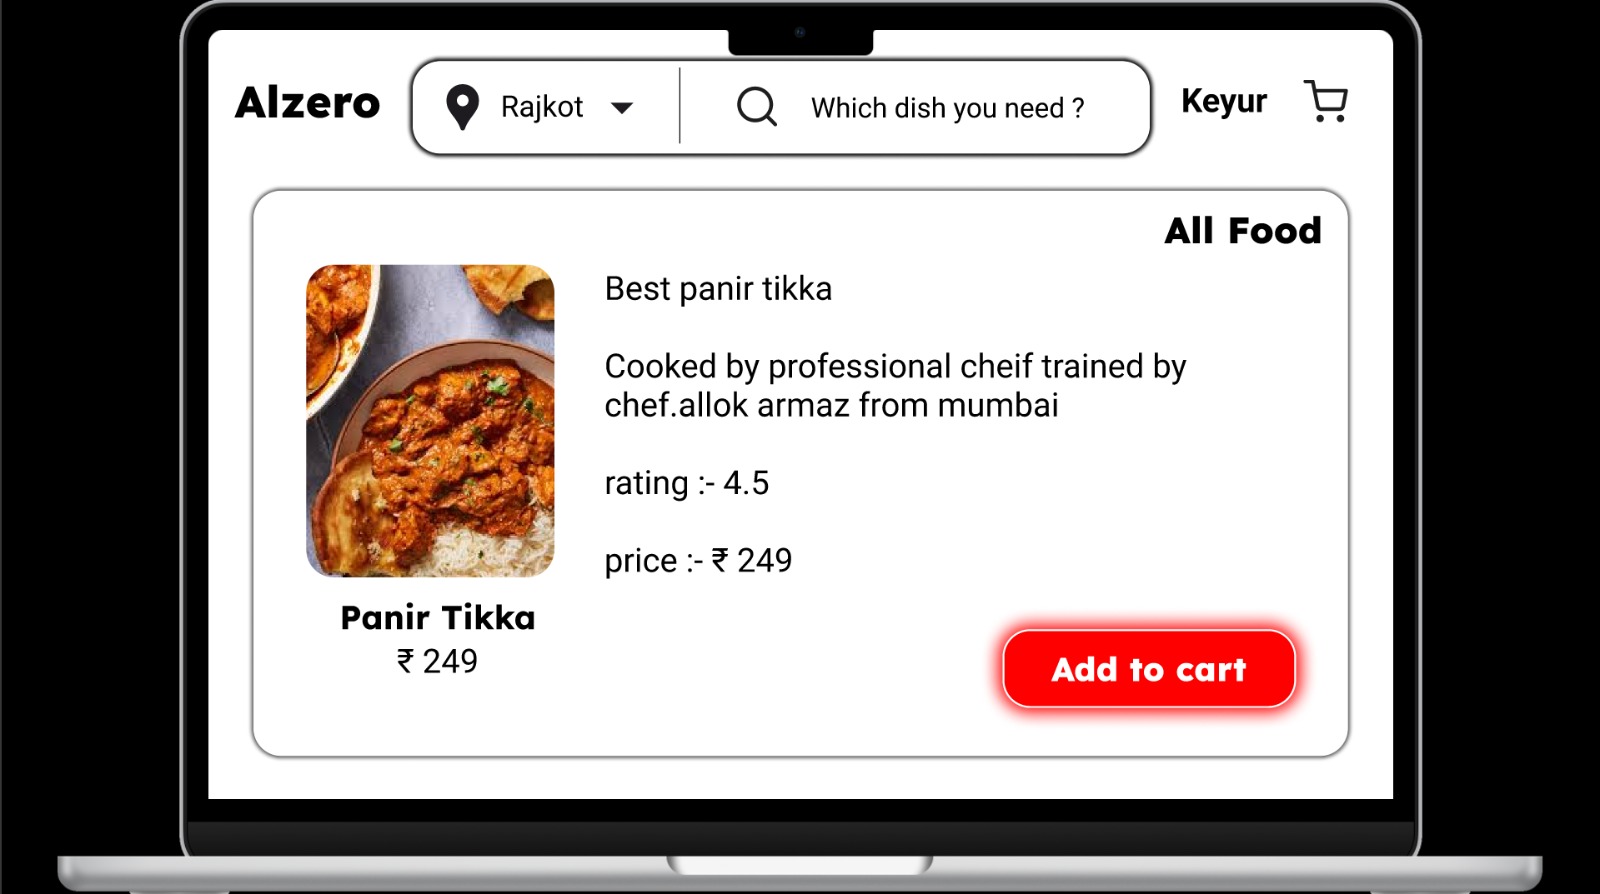 Alzero
Rajkot
Which dish you need ?
Keyur
All Food
Best panir tikka
Cooked by professional cheif trained by
chef.allok armaz from mumbai
rating :- 4.5
price :- ₹ 249
Panir Tikka
₹ 249
Add to cart